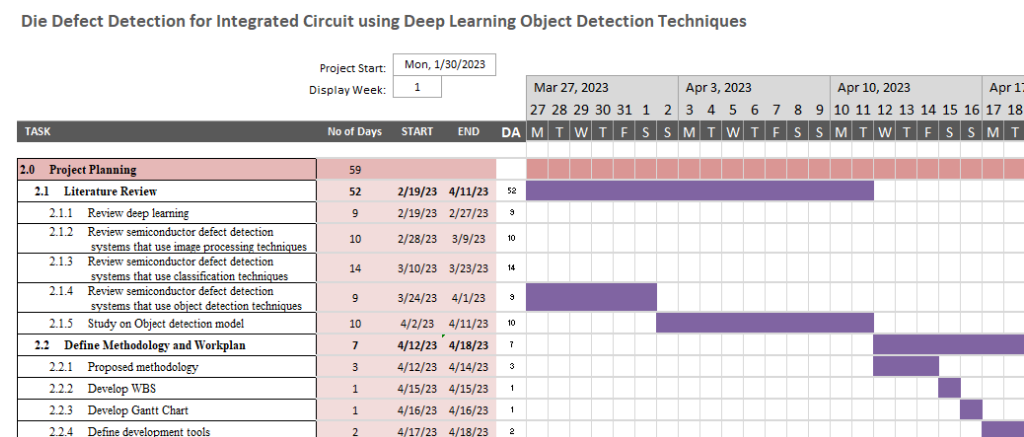 Die Defect Detection for Integrated Circuit using Deep Learning Object Detection Techniques
Project Start: Mon, 1/30/2023
Display Week: 1
Mar 27, 2023 Apr 3, 2023 Apr 10, 2023 Apr 17
27 28 29 30 31 1 2 3 4 5 6 7 8 9 10 11 12 13 14 15 16 17 18
TASK No of Days START END DA M T W T F S S M T W T F S S M T W T F S S M T
2.0 Project Planning 59
2.1 Literature Review 52 2/19/23 4/11/23 52
2.1.1 Review deep learning 9 2/19/23 2/27/23 9
2.1.2 Review semiconductor defect detection
systems that use image processing techniques 10 2/28/23 3/9/23 10
2.1.3 Review semiconductor defect detection
systems that use classification techniques 14 3/10/23 3/23/23 14
2.1.4 Review semiconductor defect detection
systems that use object detection techniques 9 3/24/23 4/1/23 9
2.1.5 Study on Object detection model 10 4/2/23 4/11/23 10
2.2 Define Methodology and Workplan 7 4/12/23 4/18/23 7
2.2.1 Proposed methodology 3 4/12/23 4/14/23 3
2.2.2 Develop WBS 1 4/15/23 4/15/23 1
2.2.3 Develop Gantt Chart 1 4/16/23 4/16/23 1
2.2.4 Define development tools 2 4/17/23 4/18/23 2